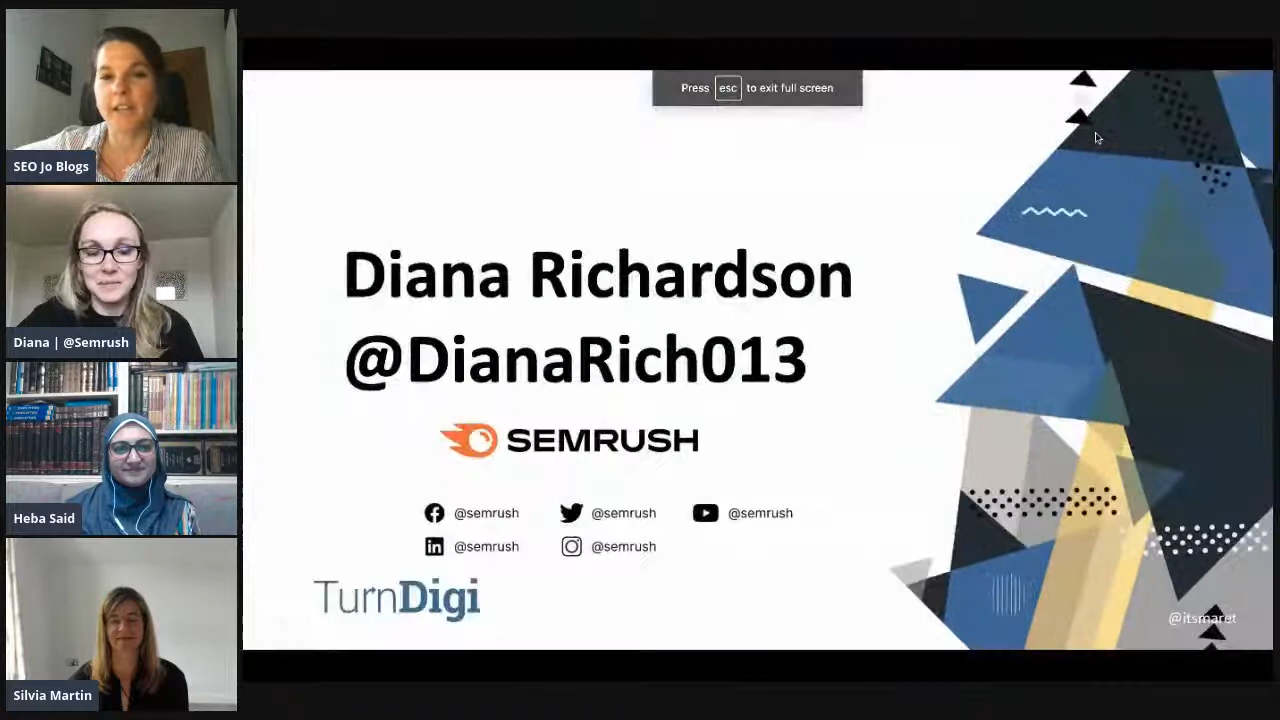 SEO Jo Blogs
Diana | @Semrush
Heba Said
Silvia Martin
Press esc to exit full screen
Diana Richardson
@DianaRich013
SEMRUSH
@semrush @semrush @semrush
@semrush @semrush
TurnDigi
@itsmaret